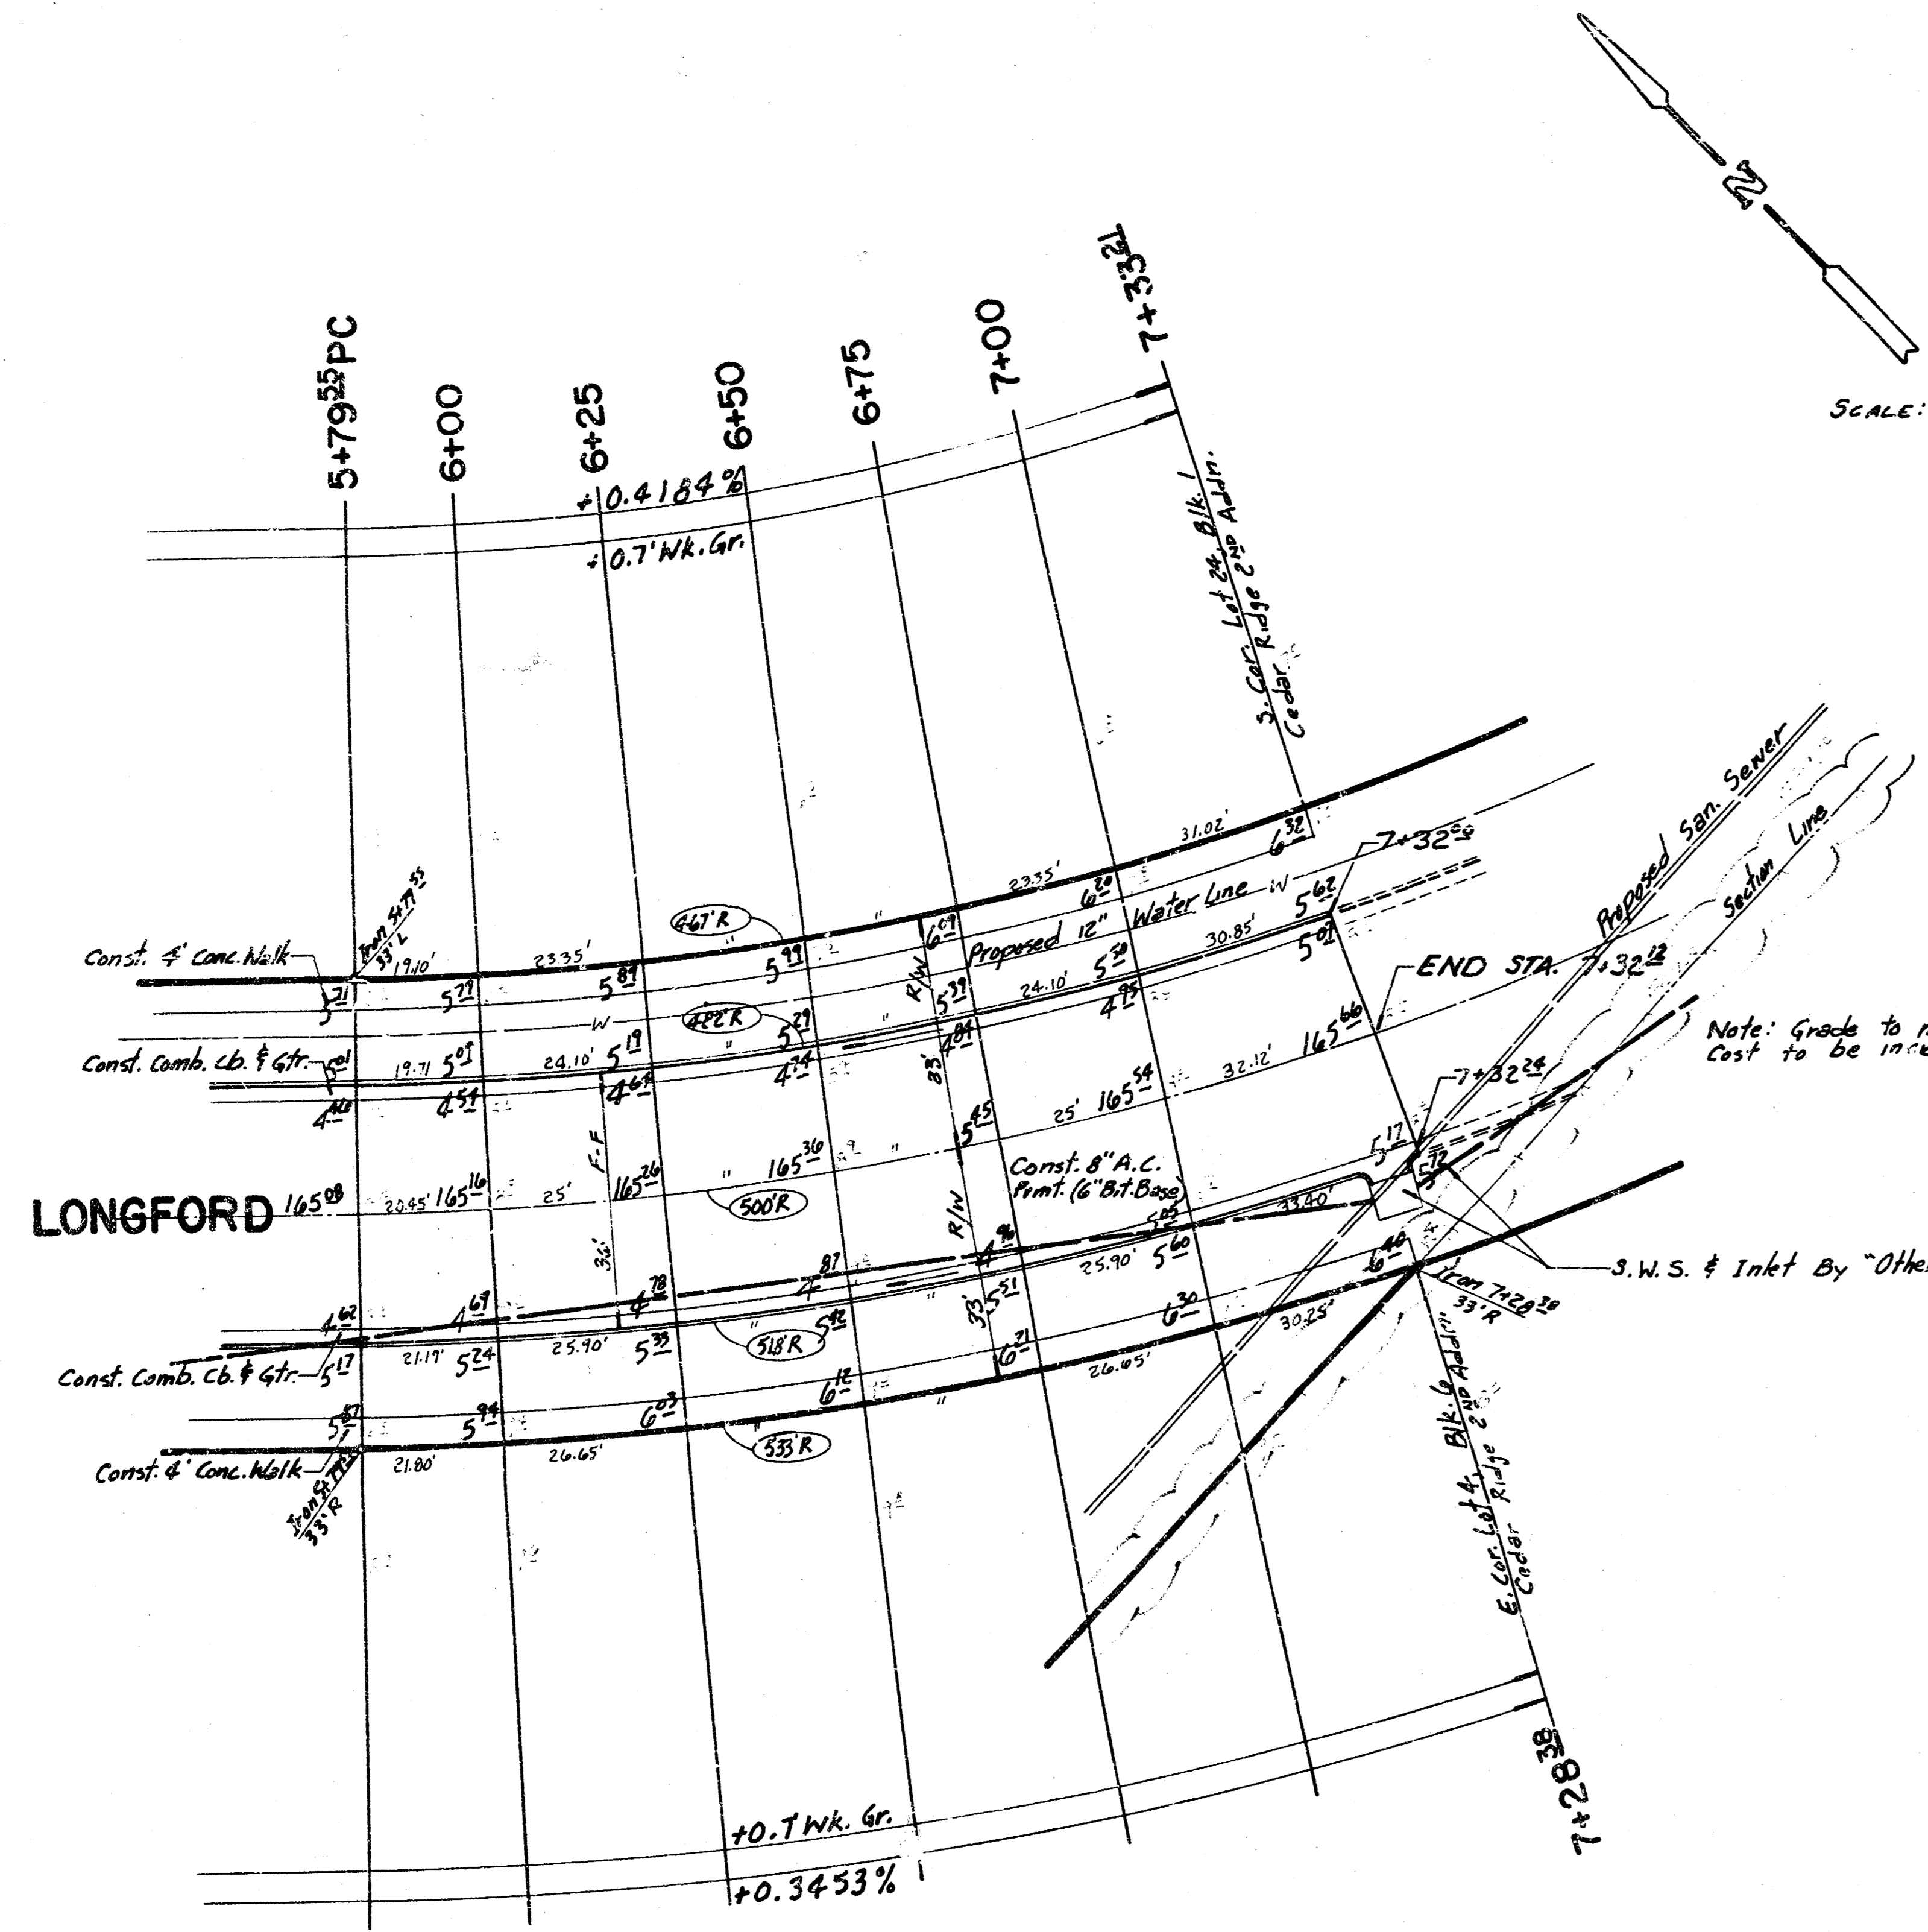 N
SCALE:
5+79 55 PC
6+00
6+25
6+50
6+75
7+00
7+33 21
+0.4184%
+0.7' Wk. Gr.
S. Cor. Lot 24, Blk. 1
Cedar Ridge 2ND Addn.
Proposed San. Sewer
Section Line
31.02'
6 32
7+32 00
23.35'
6 20
Proposed 12" Water Line W
5 62
5 07
30.85'
467' R
"
"
6 09
Iron 5+79 55
33' L
Const. 4' Conc. Walk
19.10'
23.35'
5 71
5 79
5 89
5 99
R/W
5 39
24.10'
5 50
4 95
END STA. 7+32 12
W
482' R
5 29
"
"
4 84
4 74
Const. Comb. Cb. & Gtr.
5 01
19.71
5 09
24.10'
5 19
4 46
4 54
4 64
33'
165 66
Note: Grade to
Cost to be
7+32 24
F-F
5 45
25'
165 54
32.12'
5 17
5 72
LONGFORD
165 08
20.45'
165 16
25'
165 26
"
165 36
"
500' R
Const. 8" A.C.
Pvmt. (6" Bit. Base)
33.40'
R/W
36'
4 96
5 05
5 60
25.90'
S.W.S. & Inlet By "Othe
6 40
Iron 7+28 38
33' R
4 62
4 69
4 78
4 87
33'
5 51
"
6 30
30.25'
Const. Comb. Cb. & Gtr.
5 17
21.19'
5 24
25.90'
5 33
518' R
5 42
6 21
26.65'
5 87
5 94
6 03
6 12
"
"
533' R
Const. 4' Conc. Walk
21.80'
26.65'
Iron 5+79 55
33' R
E. Cor. Lot 4, Blk. 6
Cedar Ridge 2ND Addn.
7+28 38
+0.7' Wk. Gr.
+0.3453%